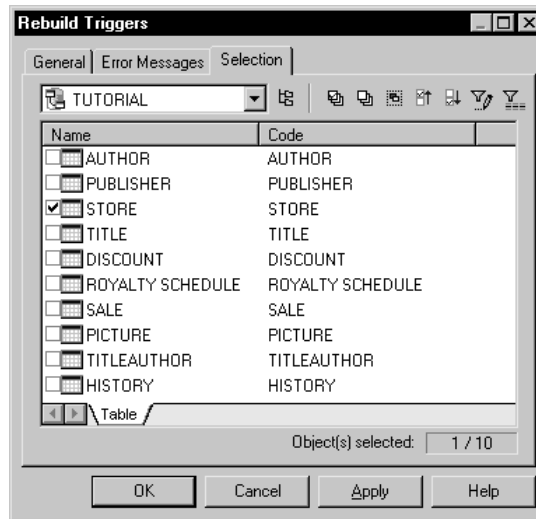 Rebuild Triggers
General Error Messages Selection
TUTORIAL
Name Code
AUTHOR AUTHOR
PUBLISHER PUBLISHER
STORE STORE
TITLE TITLE
DISCOUNT DISCOUNT
ROYALTY SCHEDULE ROYALTY SCHEDULE
SALE SALE
PICTURE PICTURE
TITLEAUTHOR TITLEAUTHOR
HISTORY HISTORY
Table
Object(s) selected: 1 / 10
OK Cancel Apply Help